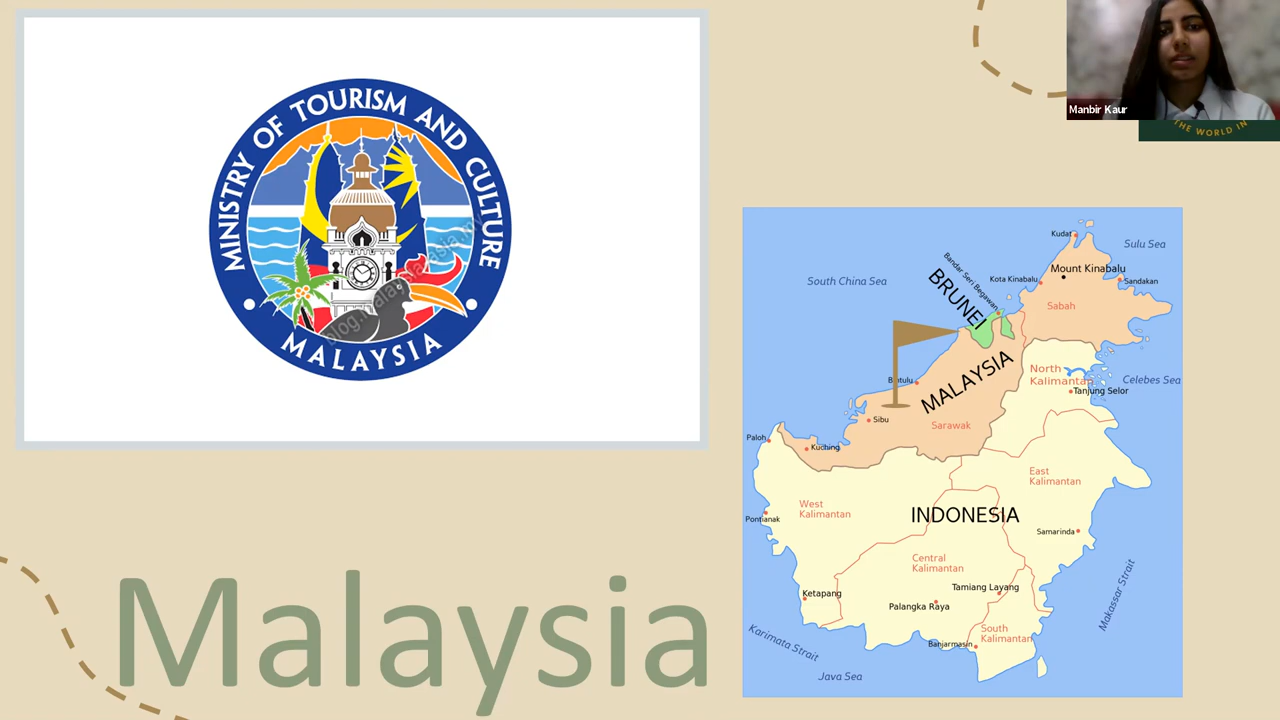 MINISTRY OF TOURISM AND CULTURE
MALAYSIA
Manbir Kaur
THE WORLD IN
Kudat
Sulu Sea
South China Sea
Bandar Seri Begawan
Kota Kinabalu
Mount Kinabalu
Sandakan
BRUNEI
Sabah
MALAYSIA
North
Kalimantan
Celebes Sea
Bintulu
Tanjung Selor
Sibu
Sarawak
Paloh
Kuching
East
Kalimantan
West
Kalimantan
INDONESIA
Pontianak
Samarinda
Central
Kalimantan
Tamiang Layang
Ketapang
Palangka Raya
Makassar Strait
South
Kalimantan
Karimata Strait
Banjarmasin
Java Sea
Malaysia